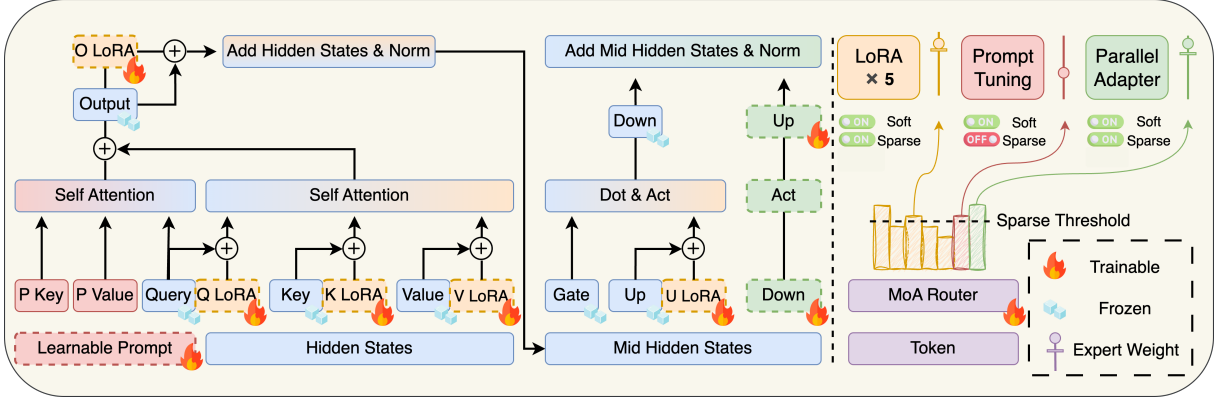 O LoRA
Add Hidden States & Norm
Output
Self Attention
Self Attention
P Key
P Value
Query
Q LoRA
Key
K LoRA
Value
V LoRA
Learnable Prompt
Hidden States
Add Mid Hidden States & Norm
Down
Up
Dot & Act
Act
Gate
Up
U LoRA
Down
Mid Hidden States
LoRA
× 5
Prompt
Tuning
Parallel
Adapter
ON Soft
ON Sparse
ON Soft
OFF Sparse
ON Soft
ON Sparse
Sparse Threshold
MoA Router
Token
Trainable
Frozen
Expert Weight